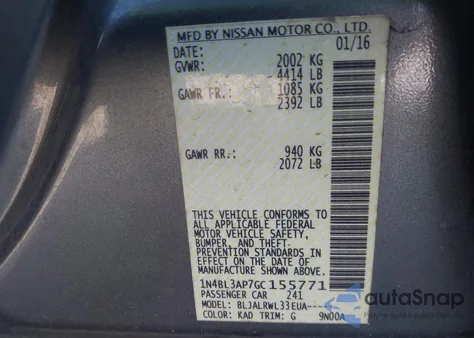 MFD BY NISSAN MOTOR CO., LTD.
DATE: 01/16
GVWR: 2002 KG
4414 LB
GAWR FR.: 1085 KG
2392 LB
GAWR RR.: 940 KG
2072 LB
THIS VEHICLE CONFORMS TO
ALL APPLICABLE FEDERAL
MOTOR VEHICLE SAFETY,
BUMPER, AND THEFT
PREVENTION STANDARDS IN
EFFECT ON THE DATE OF
MANUFACTURE SHOWN ABOVE.
1N4BL3AP7GC155771
PASSENGER CAR 241
MODEL: BLJALRWL33EUA-----
COLOR: KAD TRIM: G 9N00A
autoSnap